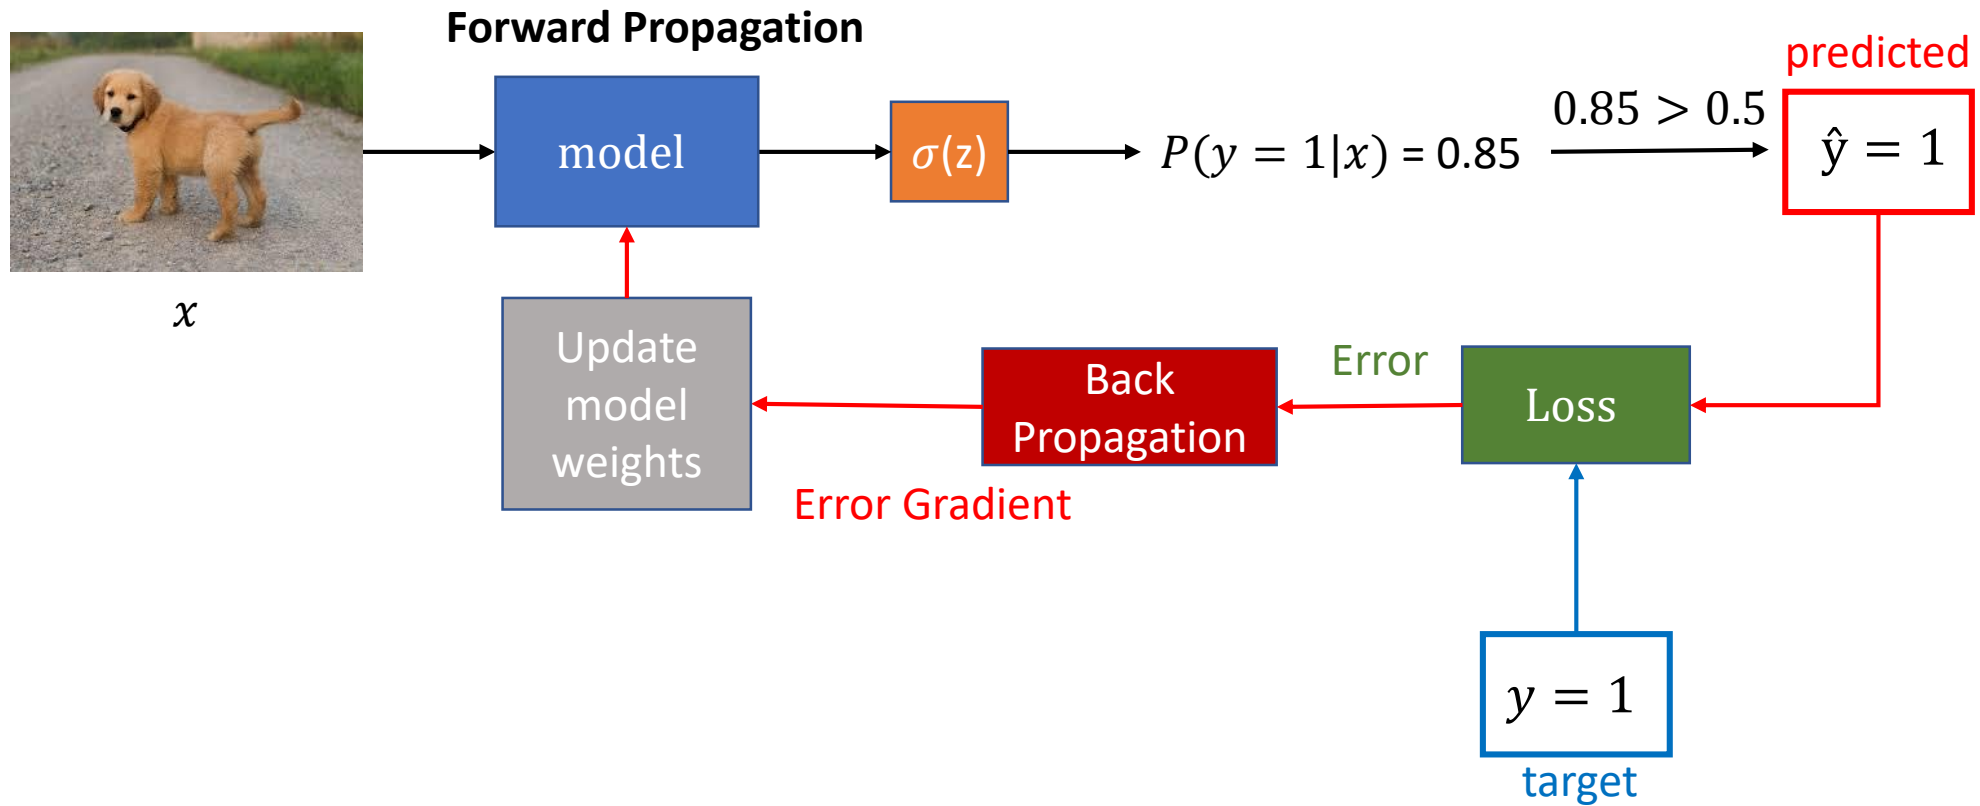 Forward Propagation
predicted
model
σ(z)
P(y = 1|x) = 0.85
0.85 > 0.5
ŷ = 1
x
Update
model
weights
Error Gradient
Back
Propagation
Error
Loss
y = 1
target